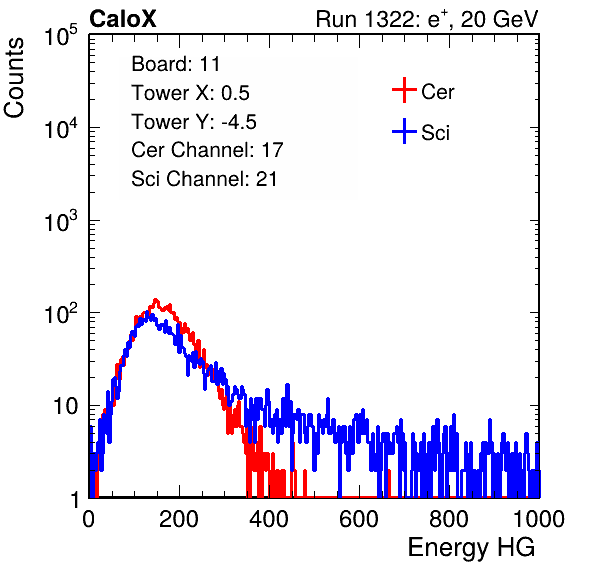 CaloX Run 1322: e⁺, 20 GeV
Counts
Board: 11
Tower X: 0.5
Tower Y: -4.5
Cer Channel: 17
Sci Channel: 21
Cer
Sci
10⁵
10⁴
10³
10²
10
1
0 200 400 600 800 1000
Energy HG